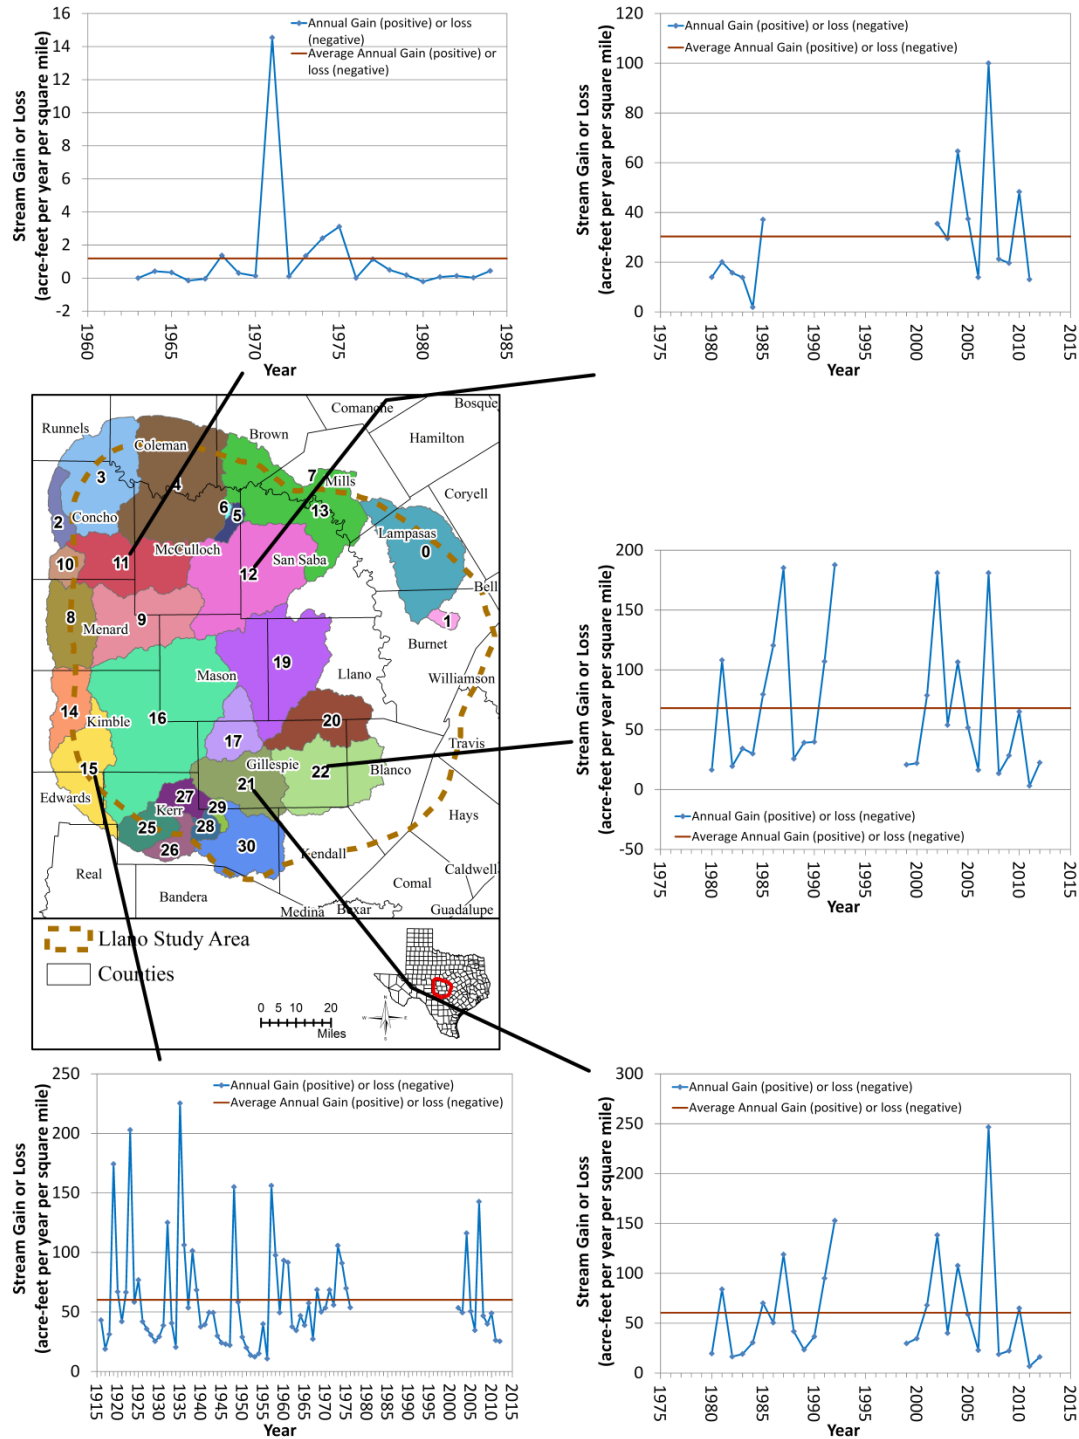 Stream Gain or Loss
(acre-feet per year per square mile)
16
14
12
10
8
6
4
2
0
-2
Annual Gain (positive) or loss
(negative)
Average Annual Gain (positive) or
loss (negative)
1960
1965
1970
1975
1980
1985
Year
Stream Gain or Loss
(acre-feet per year per square mile)
120
100
80
60
40
20
0
Annual Gain (positive) or loss (negative)
Average Annual Gain (positive) or loss (negative)
1975
1980
1985
1990
1995
2000
2005
2010
2015
Year
Comanche
Bosque
Runnels
Coleman
Brown
Hamilton
3
4
7
Mills
Coryell
2
Concho
6
5
13
Lampasas
0
10
11
McCulloch
12
San Saba
Bell
8
Menard
9
1
Burnet
19
Mason
Llano
Williamson
14
Kimble
16
17
20
Travis
15
Gillespie
22
Blanco
Edwards
27
21
Hays
Kerr
29
25
28
26
30
Kendall
Real
Caldwell
Bandera
Comal
Medina
Bexar
Guadalupe
Llano Study Area
Counties
0 5 10 20
Miles
N
W
E
S
Stream Gain or Loss
(acre-feet per year per square mile)
200
150
100
50
0
-50
Annual Gain (positive) or loss (negative)
Average Annual Gain (positive) or loss (negative)
1975
1980
1985
1990
1995
2000
2005
2010
2015
Year
Stream Gain or Loss
(acre-feet per year per square mile)
250
200
150
100
50
0
Annual Gain (positive) or loss (negative)
Average Annual Gain (positive) or loss (negative)
1915
1920
1925
1930
1935
1940
1945
1950
1955
1960
1965
1970
1975
1980
1985
1990
1995
2000
2005
2010
2015
Year
Stream Gain or Loss
(acre-feet per year per square mile)
300
250
200
150
100
50
0
Annual Gain (positive) or loss (negative)
Average Annual Gain (positive) or loss (negative)
1975
1980
1985
1990
1995
2000
2005
2010
2015
Year